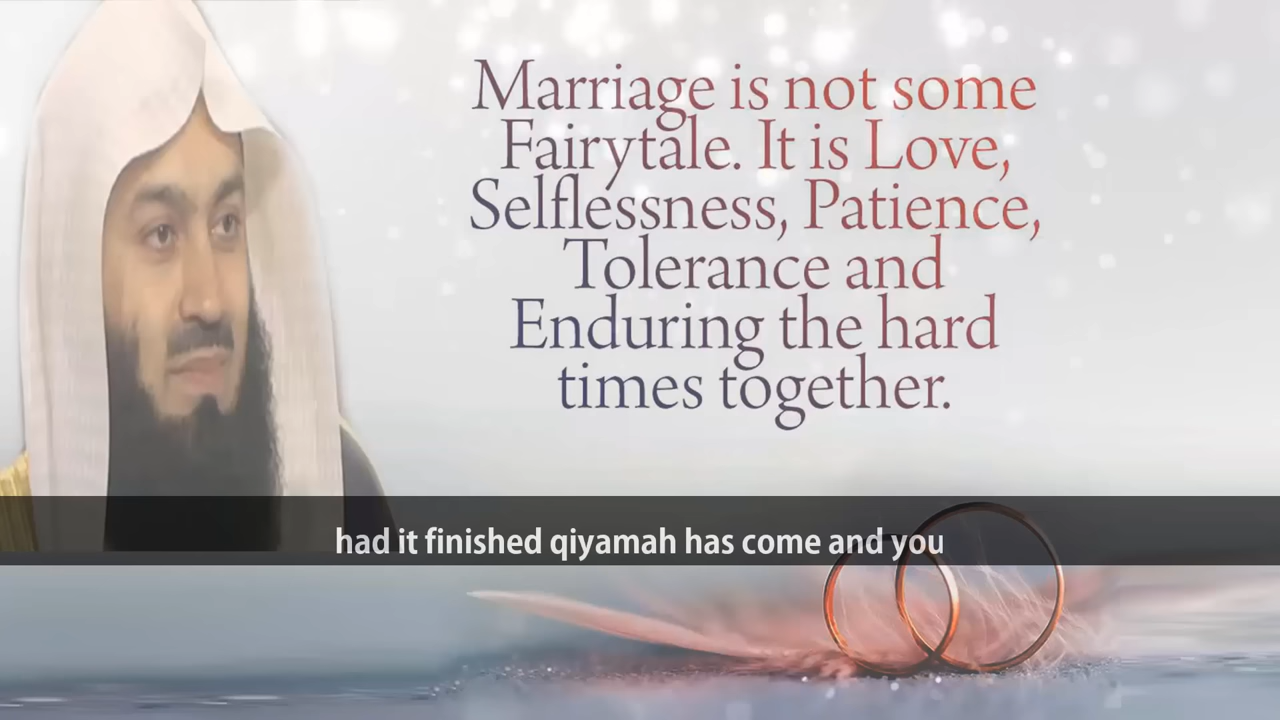 Marriage is not some
Fairytale. It is Love,
Selflessness, Patience,
Tolerance and
Enduring the hard
times together.
had it finished qiyamah has come and you